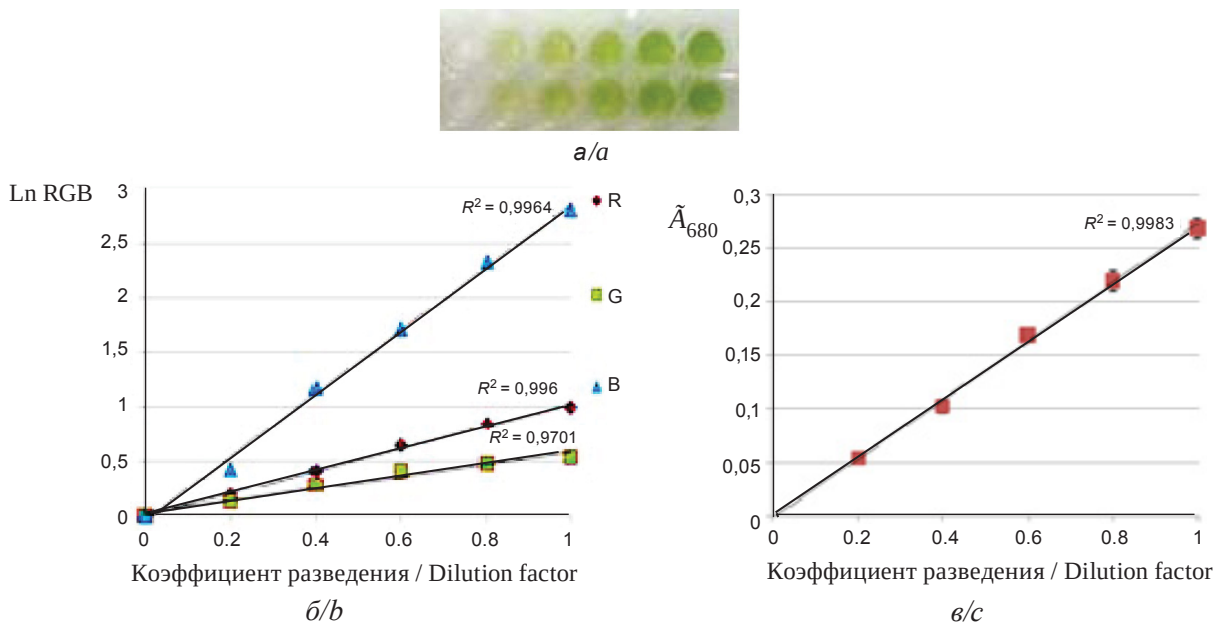 а/a
Ln RGB
3
2,5
2
1,5
1
0,5
0
0
0.2
0.4
0.6
0.8
1
R² = 0,9964
R² = 0,996
R² = 0,9701
R
G
B
Коэффициент разведения / Dilution factor
б/b
Ã₆₈₀
0,3
0,25
0,2
0,15
0,1
0,05
0
0
0.2
0.4
0.6
0.8
1
R² = 0,9983
Коэффициент разведения / Dilution factor
в/c